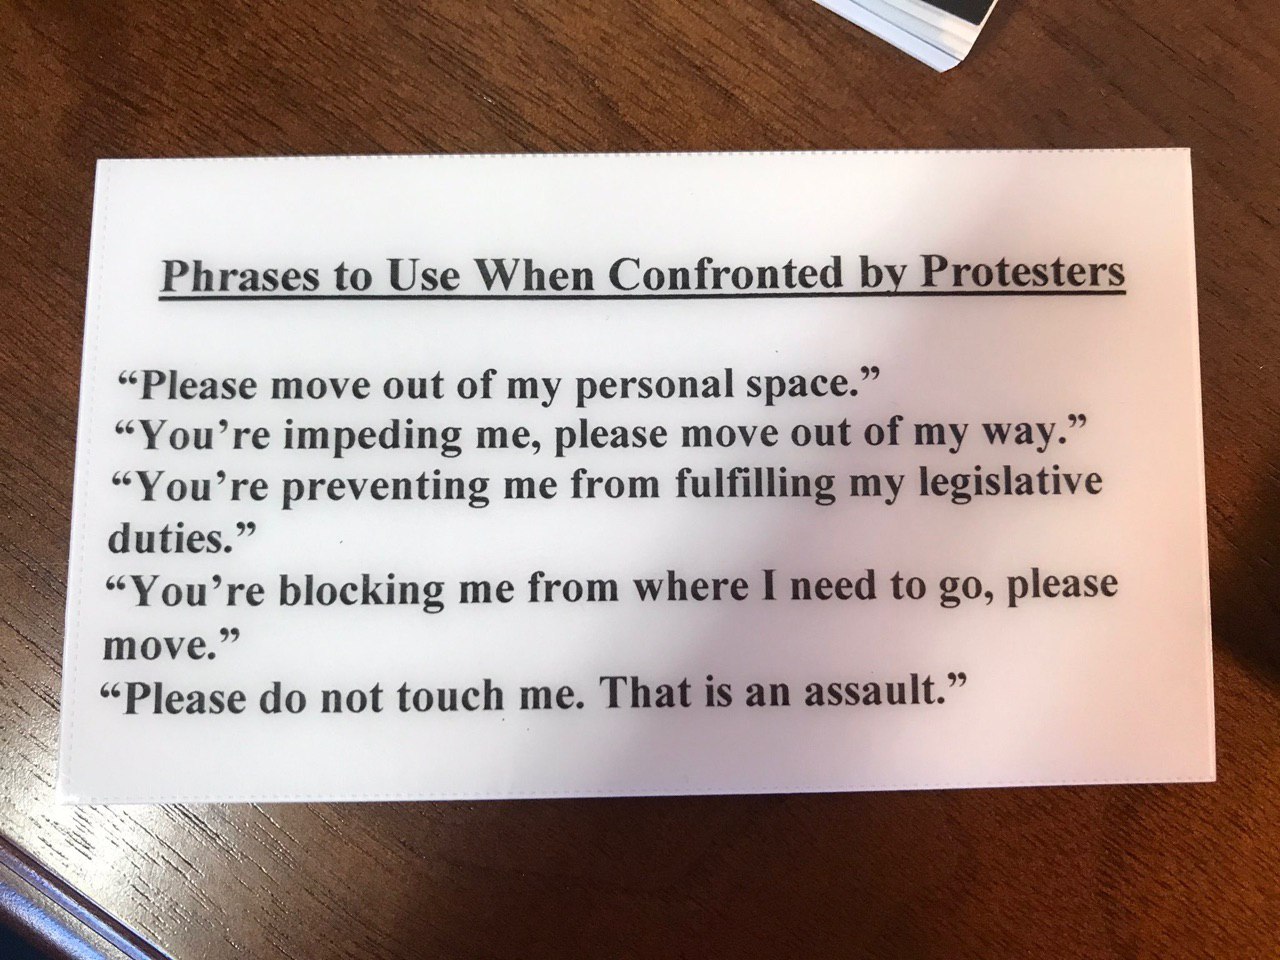 Phrases to Use When Confronted by Protesters
“Please move out of my personal space.”
“You’re impeding me, please move out of my way.”
“You’re preventing me from fulfilling my legislative
duties.”
“You’re blocking me from where I need to go, please
move.”
“Please do not touch me. That is an assault.”